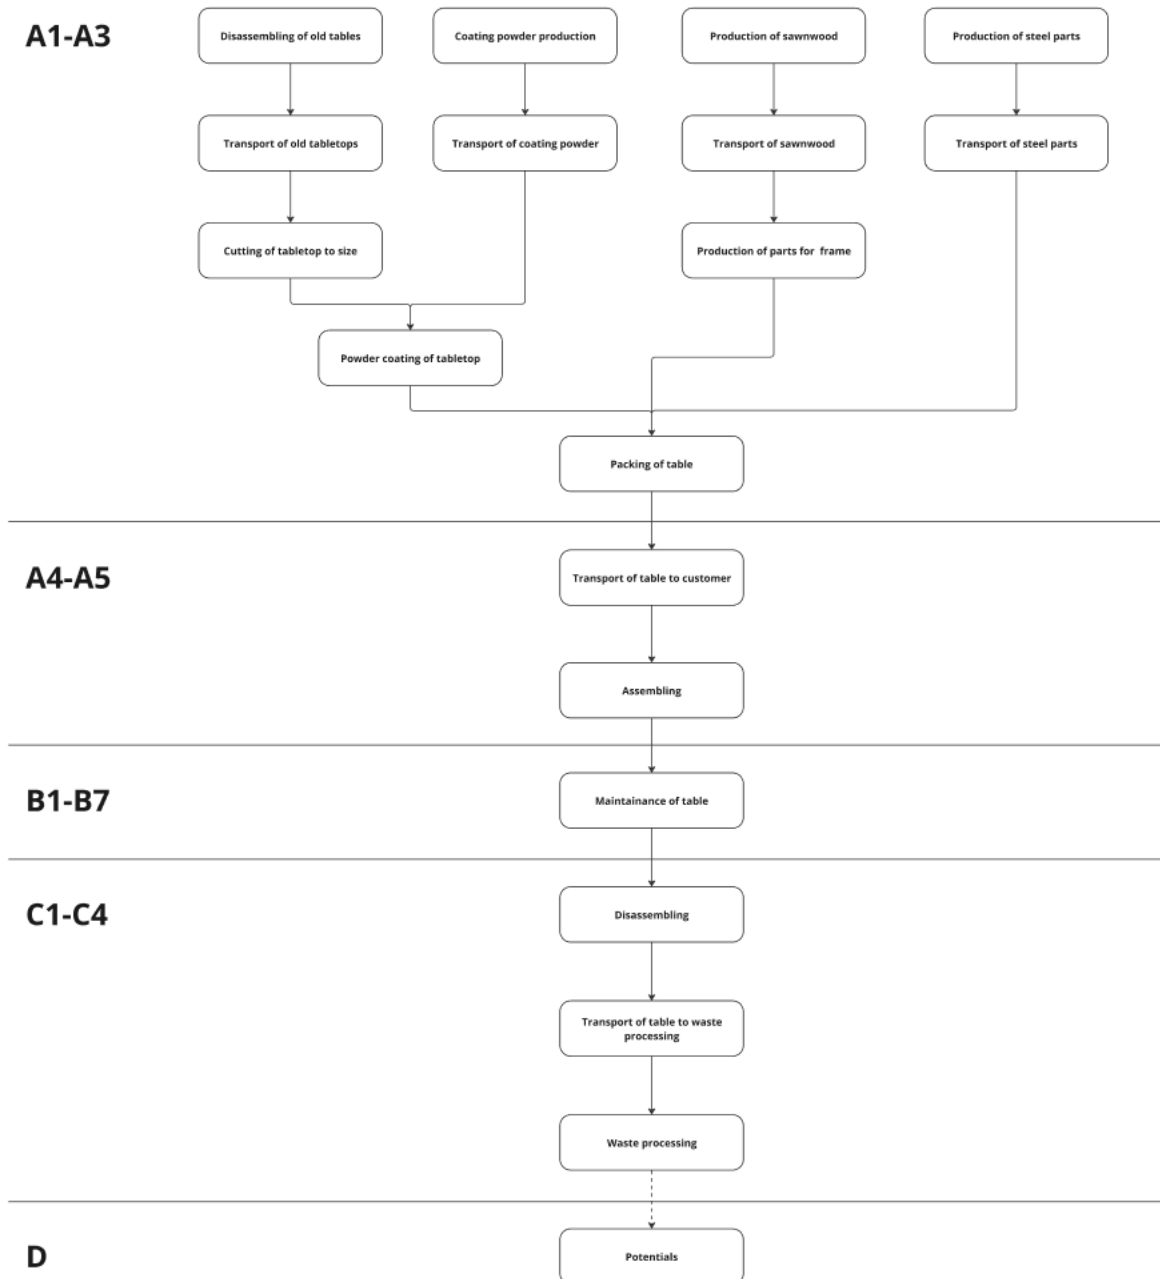 A1-A3
Disassembling of old tables
Coating powder production
Production of sawnwood
Production of steel parts
Transport of old tabletops
Transport of coating powder
Transport of sawnwood
Transport of steel parts
Cutting of tabletop to size
Production of parts for frame
Powder coating of tabletop
Packing of table
A4-A5
Transport of table to customer
Assembling
B1-B7
Maintainance of table
C1-C4
Disassembling
Transport of table to waste
processing
Waste processing
D
Potentials